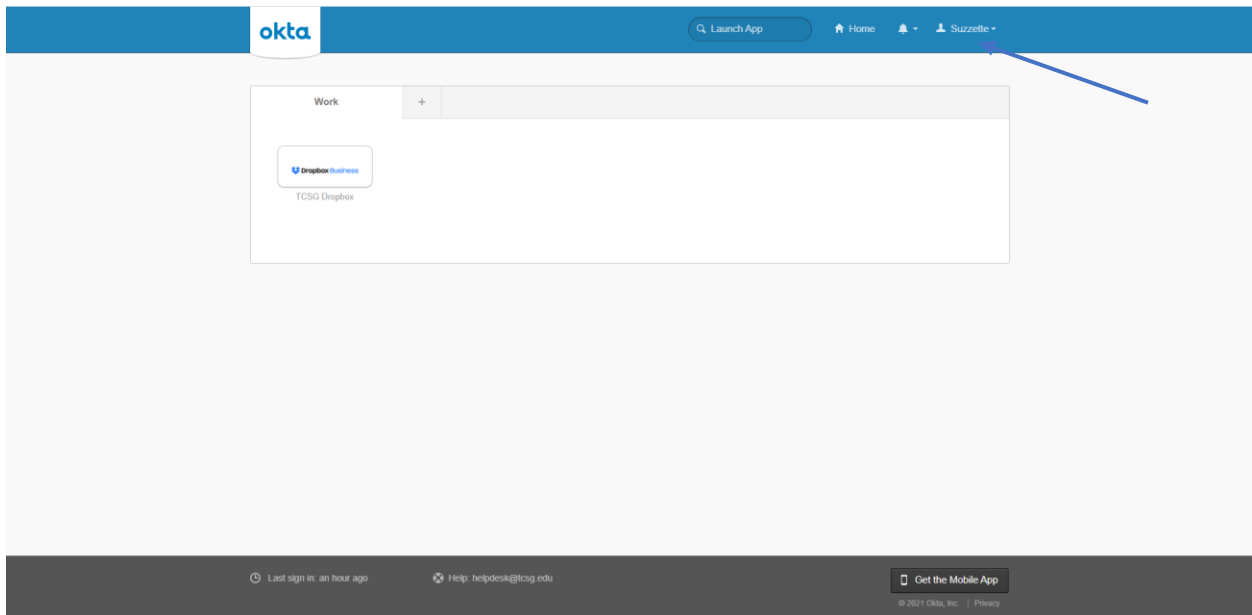 okta
Launch App
Home
Suzzette
Work
+
Dropbox Business
TCSG Dropbox
Last sign in: an hour ago
Help: helpdesk@tcsg.edu
Get the Mobile App
© 2021 Okta, Inc. | Privacy